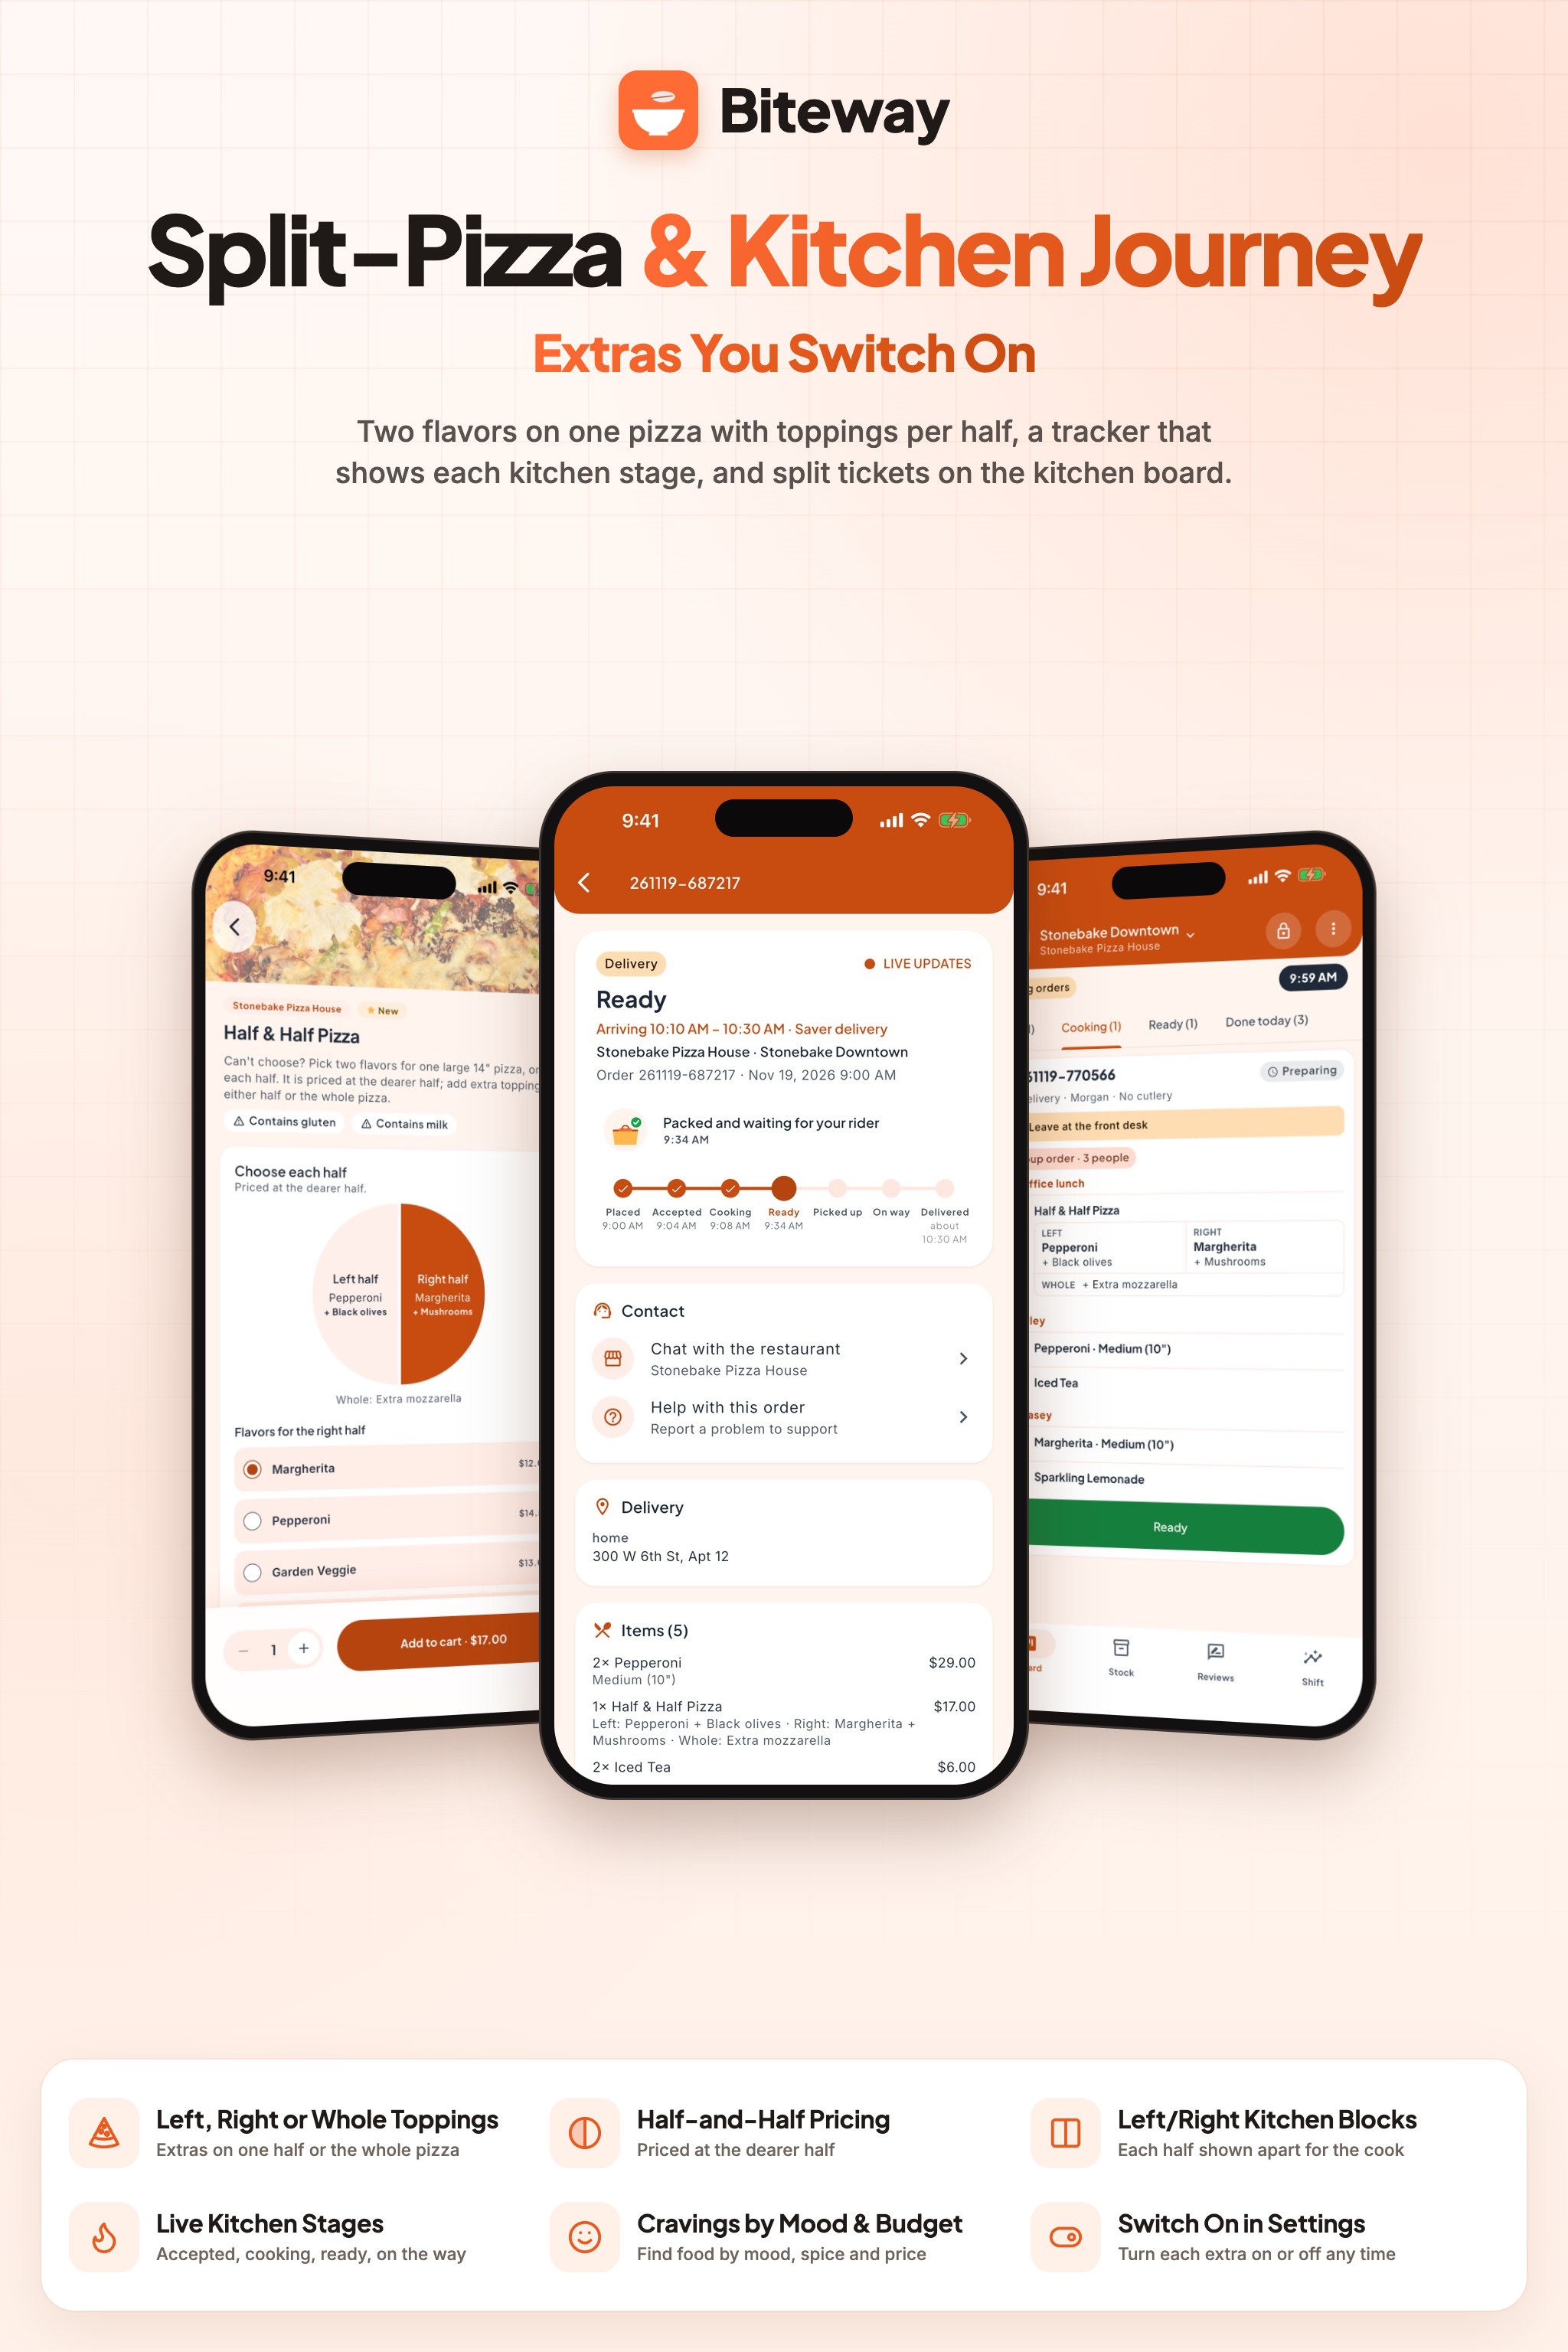 Biteway
Split-Pizza & Kitchen Journey
Extras You Switch On
Two flavors on one pizza with toppings per half, a tracker that
shows each kitchen stage, and split tickets on the kitchen board.
9:41
Stonebake Pizza House
New
Half & Half Pizza
Can't choose? Pick two flavors for one large 14" pizza,
each half. It is priced at the dearer half; add extra
either half or the whole pizza.
Contains gluten
Contains milk
Choose each half
Priced at the dearer half.
Left half
Pepperoni
+ Black olives
Right half
Margherita
+ Mushrooms
Whole: Extra mozzarella
Flavors for the right half
Margherita
Pepperoni
Garden Veggie
− 1 +
Add to cart · $17.00
9:41
261119-687217
Delivery
LIVE UPDATES
Ready
Arriving 10:10 AM – 10:30 AM · Saver delivery
Stonebake Pizza House · Stonebake Downtown
Order 261119-687217 · Nov 19, 2026 9:00 AM
Packed and waiting for your rider
9:34 AM
Placed Accepted Cooking Ready Picked up On way Delivered
9:00 AM 9:04 AM 9:08 AM 9:34 AM about
10:30 AM
Contact
Chat with the restaurant
Stonebake Pizza House
Help with this order
Report a problem to support
Delivery
home
300 W 6th St, Apt 12
Items (5)
2× Pepperoni $29.00
Medium (10")
1× Half & Half Pizza $17.00
Left: Pepperoni + Black olives · Right: Margherita +
Mushrooms · Whole: Extra mozzarella
2× Iced Tea $6.00
9:41
Stonebake Downtown
Stonebake Pizza House
orders
9:59 AM
Cooking (1) Ready (1) Done today (3)
61119-770566
Preparing
Morgan · No cutlery
Leave at the front desk
order · 3 people
lunch
Half & Half Pizza
LEFT
Pepperoni
+ Black olives
RIGHT
Margherita
+ Mushrooms
WHOLE + Extra mozzarella
Pepperoni · Medium (10")
Iced Tea
Margherita · Medium (10")
Sparkling Lemonade
Ready
Stock
Reviews
Shift
Left, Right or Whole Toppings
Extras on one half or the whole pizza
Half-and-Half Pricing
Priced at the dearer half
Left/Right Kitchen Blocks
Each half shown apart for the cook
Live Kitchen Stages
Accepted, cooking, ready, on the way
Cravings by Mood & Budget
Find food by mood, spice and price
Switch On in Settings
Turn each extra on or off any time